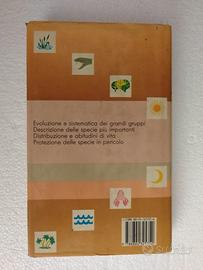 Evoluzione e sistematica dei grandi gruppi
Descrizione delle specie più importanti
Distribuzione e abitudini di vita
Protezione delle specie in pericolo
subito